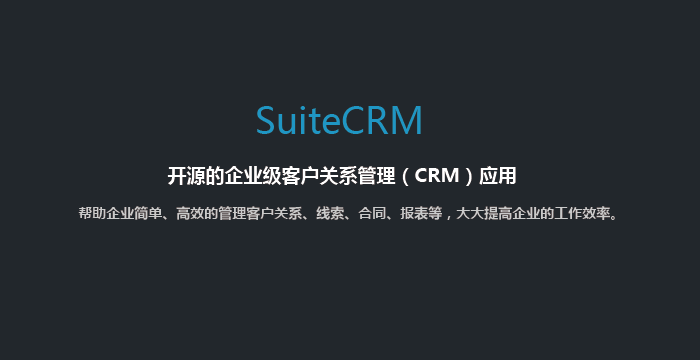 SuiteCRM
开源的企业级客户关系管理（CRM）应用
帮助企业简单、高效的管理客户关系、线索、合同、报表等，大大提高企业的工作效率。